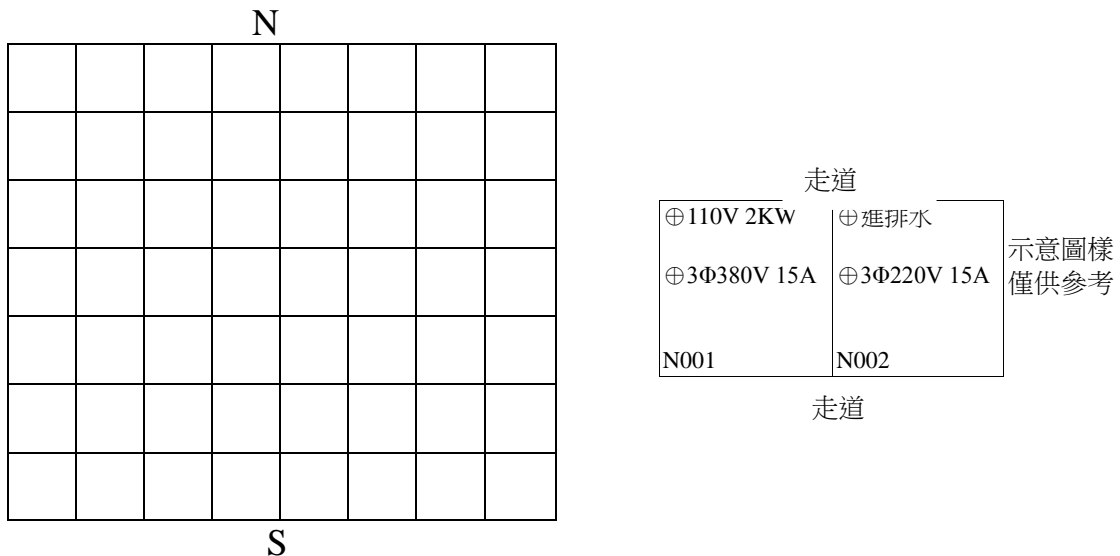 N
S
走道
⊕110V 2KW
⊕進排水
⊕3Φ380V 15A
⊕3Φ220V 15A
N001
N002
走道
示意圖樣
僅供參考